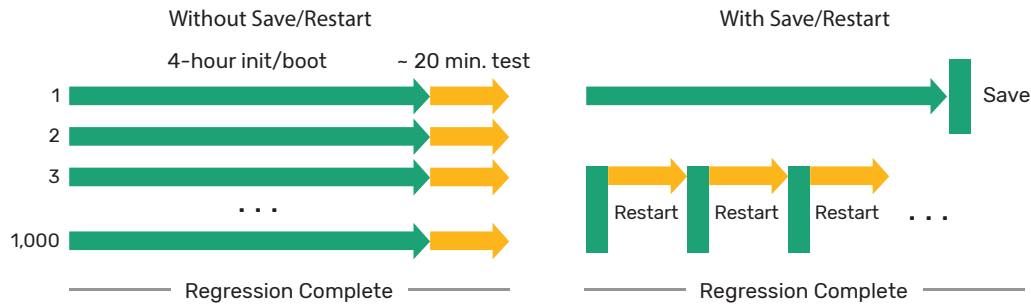 Without Save/Restart
4-hour init/boot ~ 20 min. test
1
2
3
. . .
1,000
Regression Complete
With Save/Restart
Save
Restart Restart Restart . . .
Regression Complete